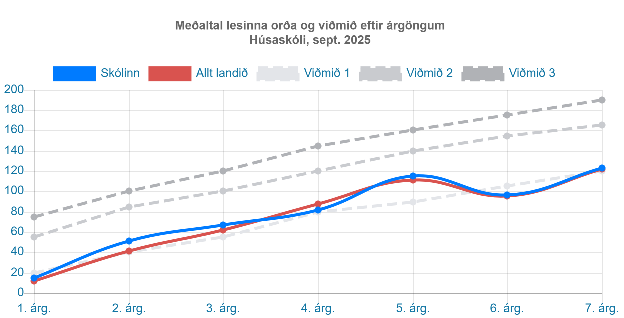 Meðaltal lesinna orða og viðmið eftir árgöngum
Húsaskóli, sept. 2025
Skólinn Allt landið Viðmið 1 Viðmið 2 Viðmið 3
200
180
160
140
120
100
80
60
40
20
0
1. árg. 2. árg. 3. árg. 4. árg. 5. árg. 6. árg. 7. árg.